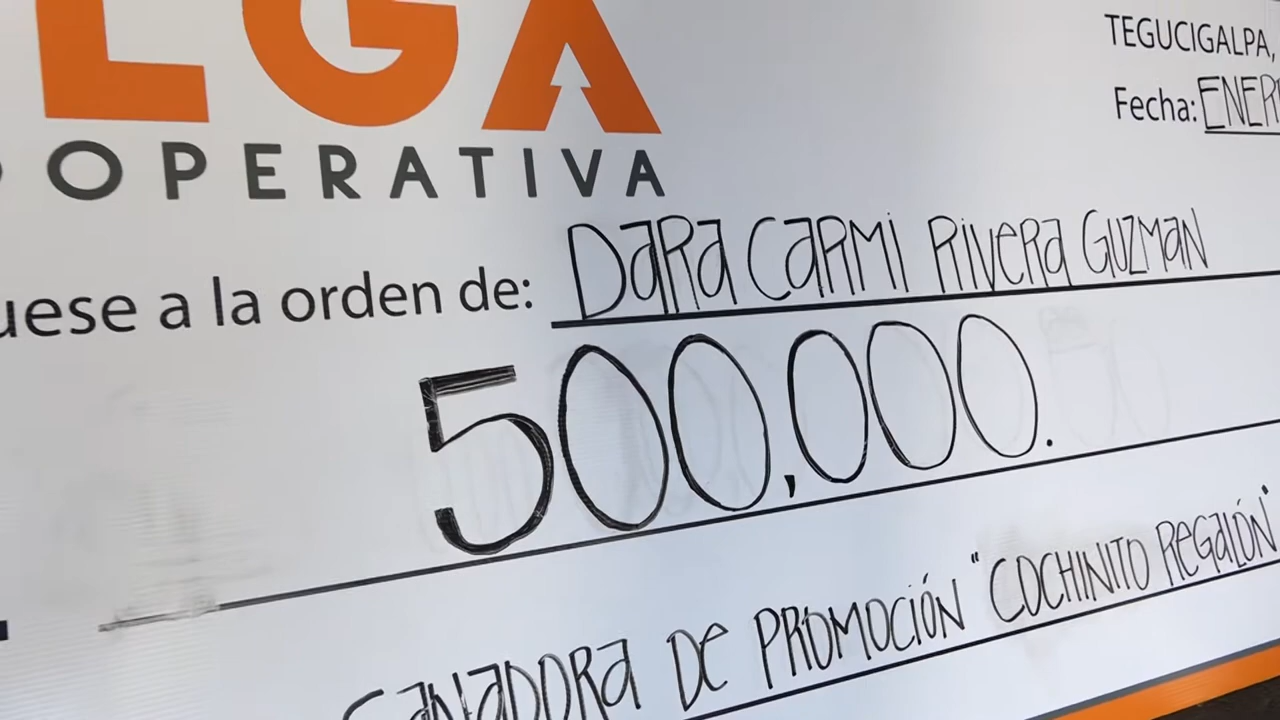 LGA
TEGUCIGALPA,
Fecha: ENER
OPERATIVA
uese a la orden de: DARA CARMI RIVERA GUZMAN
500,000.
GANADORA DE PROMOCIÓN "COCHINITO REGALÓN"